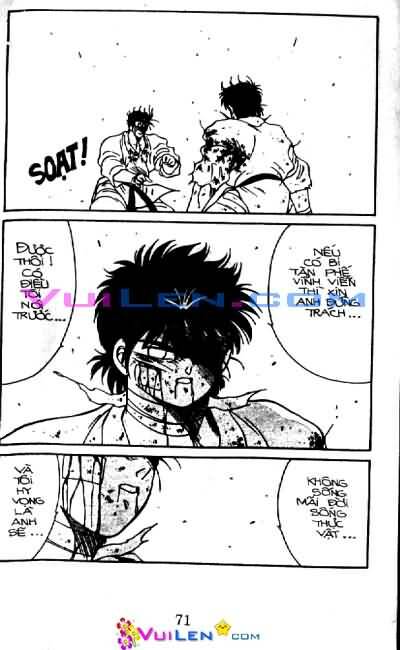 SOẠT!
ĐƯỢC
THÔI!
CÓ
ĐIỀU
TÔI
NÓI
TRƯỚC...
NẾU
CÓ BỊ
TÀN PHẾ
VĨNH VIỄN
THÌ XIN
ANH ĐỪNG
TRÁCH...
VuiLen.com
VÀ
TÔI
HY
VỌNG
LÀ
ANH
SẼ...
KHÔNG
SỐNG
MÃI ĐỜI
SỐNG
THỰC
VẬT...
71
VuiLen.com